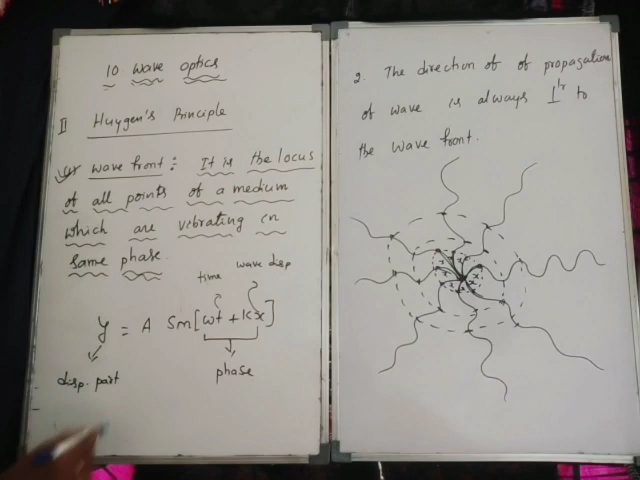 10 wave optics
II Huygen's Principle
wave front : It is the locus
of all points of a medium
which are vibrating in
same phase.
time wave disp
y = A Sin[wt + kx]
disp. part phase
2. The direction of of propagation
of wave is always ⊥r to
the wave front.